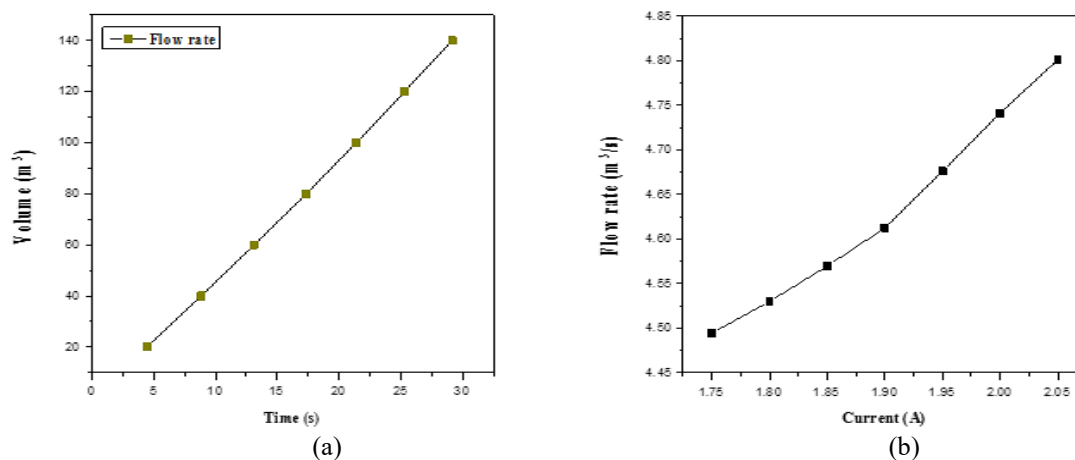 Flow rate
Volume (m³)
140
120
100
80
60
40
20
0 5 10 15 20 25 30
Time (s)
(a)
Flow rate (m³/s)
4.85
4.80
4.75
4.70
4.65
4.60
4.55
4.50
4.45
1.75 1.80 1.85 1.90 1.95 2.00 2.05
Current (A)
(b)